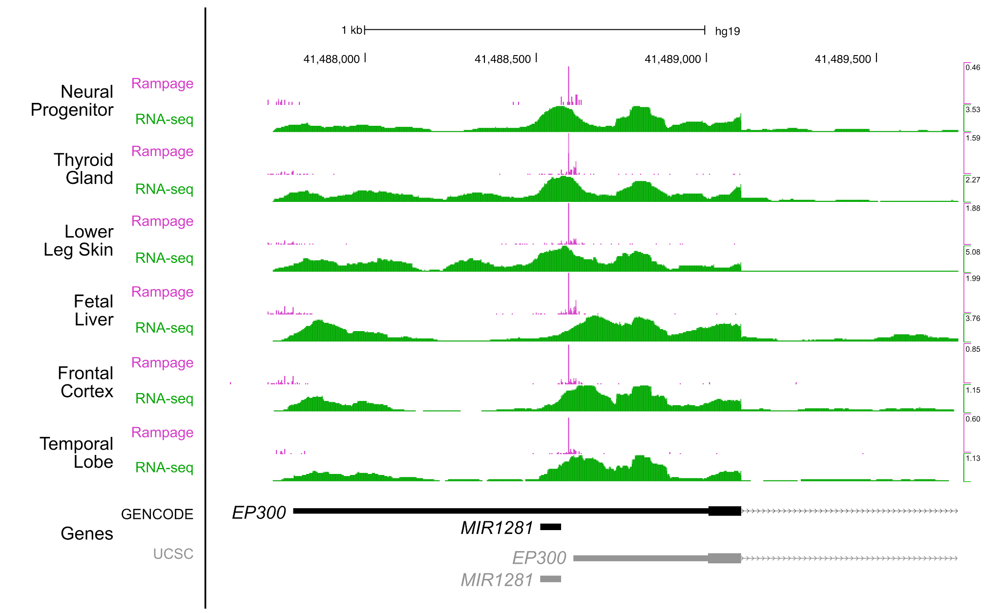 1 kb
hg19
41,488,000
41,488,500
41,489,000
41,489,500
Neural
Progenitor
Rampage
0.46
RNA-seq
3.53
Thyroid
Gland
Rampage
1.59
RNA-seq
2.27
Lower
Leg Skin
Rampage
1.88
RNA-seq
5.08
Fetal
Liver
Rampage
1.99
RNA-seq
3.76
Frontal
Cortex
Rampage
0.85
RNA-seq
1.15
Temporal
Lobe
Rampage
0.60
RNA-seq
1.13
Genes
GENCODE
EP300
MIR1281
UCSC
EP300
MIR1281